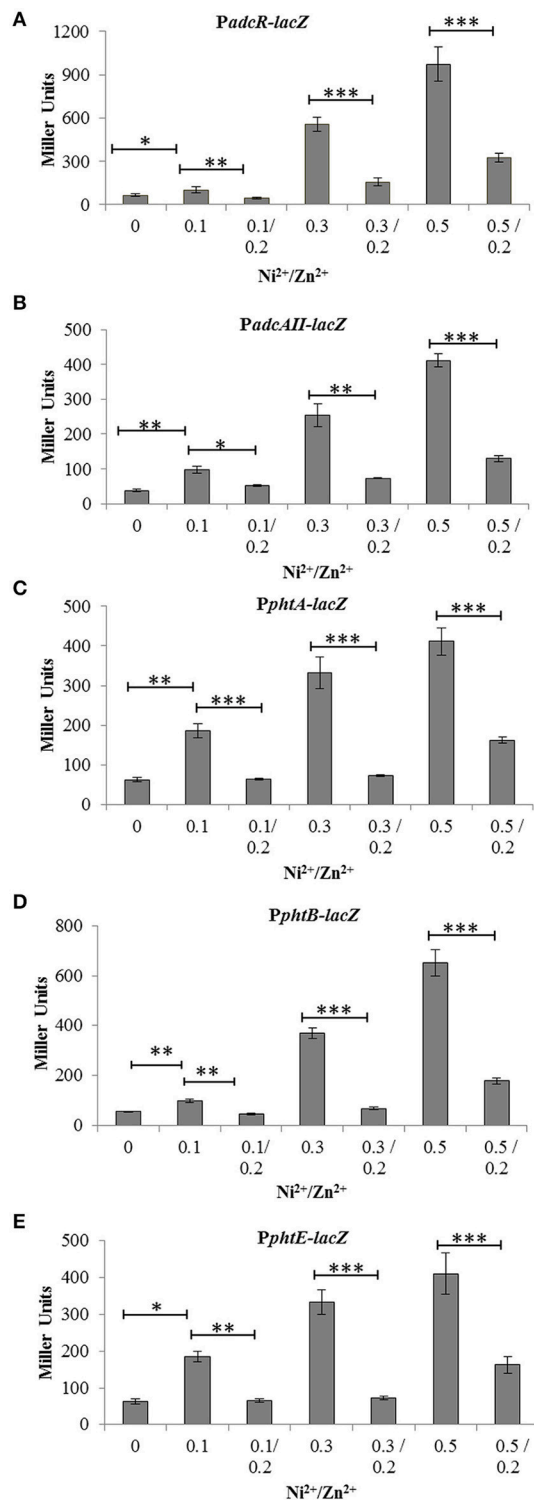 A
PadcR-lacZ
***
1200
900
600
300
0
Miller Units
***
*
**
0 0.1 0.1/ 0.3 0.3 / 0.5 0.5 /
0.2 0.2 0.2
Ni²⁺/Zn²⁺
B
PadcAII-lacZ
500
400
300
200
100
0
Miller Units
***
**
**
*
0 0.1 0.1/ 0.3 0.3 / 0.5 0.5 /
0.2 0.2 0.2
Ni²⁺/Zn²⁺
C
PphtA-lacZ
600
500
400
300
200
100
0
Miller Units
***
***
**
***
0 0.1 0.1/ 0.3 0.3 / 0.5 0.5 /
0.2 0.2 0.2
Ni²⁺/Zn²⁺
D
PphtB-lacZ
800
600
400
200
0
Miller Units
***
***
**
**
0 0.1 0.1/ 0.3 0.3 / 0.5 0.5 /
0.2 0.2 0.2
Ni²⁺/Zn²⁺
E
PphtE-lacZ
500
400
300
200
100
0
Miller Units
***
***
*
**
0 0.1 0.1/ 0.3 0.3 / 0.5 0.5 /
0.2 0.2 0.2
Ni²⁺/Zn²⁺